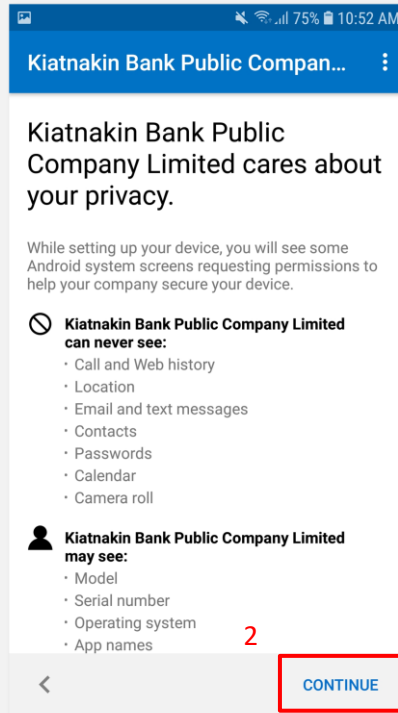 75% 10:52 AM
Kiatnakin Bank Public Compan...
Kiatnakin Bank Public
Company Limited cares about
your privacy.
While setting up your device, you will see some
Android system screens requesting permissions to
help your company secure your device.
Kiatnakin Bank Public Company Limited
can never see:
· Call and Web history
· Location
· Email and text messages
· Contacts
· Passwords
· Calendar
· Camera roll
Kiatnakin Bank Public Company Limited
may see:
· Model
· Serial number
· Operating system
· App names
2
CONTINUE